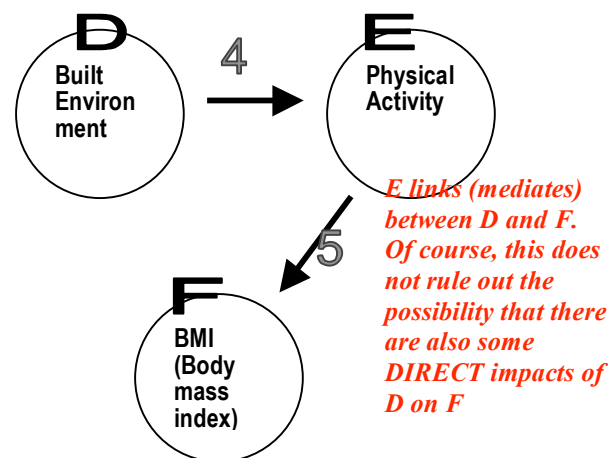 D
Built
Environ
ment
4
E
Physical
Activity
E links (mediates)
between D and F.
Of course, this does
not rule out the
possibility that there
are also some
DIRECT impacts of
D on F
5
F
BMI
(Body
mass
index)